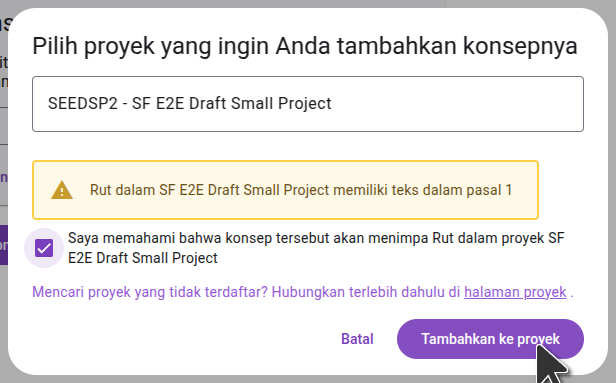 Pilih proyek yang ingin Anda tambahkan konsepnya
SEEDSP2 - SF E2E Draft Small Project
Rut dalam SF E2E Draft Small Project memiliki teks dalam pasal 1
Saya memahami bahwa konsep tersebut akan menimpa Rut dalam proyek SF
E2E Draft Small Project
Mencari proyek yang tidak terdaftar? Hubungkan terlebih dahulu di halaman proyek .
Batal
Tambahkan ke proyek